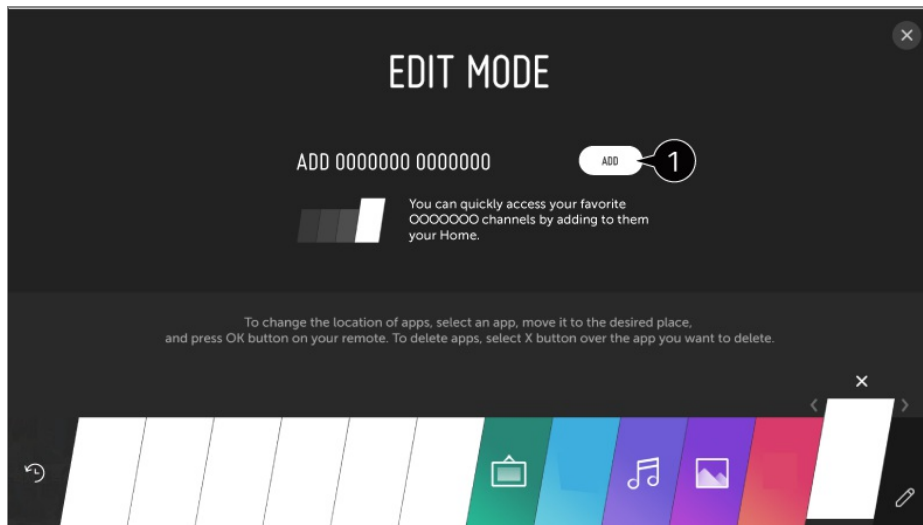 EDIT MODE
ADD OOOOOOO OOOOOOO
ADD
1
You can quickly access your favorite
OOOOOOO channels by adding to them
your Home.
To change the location of apps, select an app, move it to the desired place,
and press OK button on your remote. To delete apps, select X button over the app you want to delete.